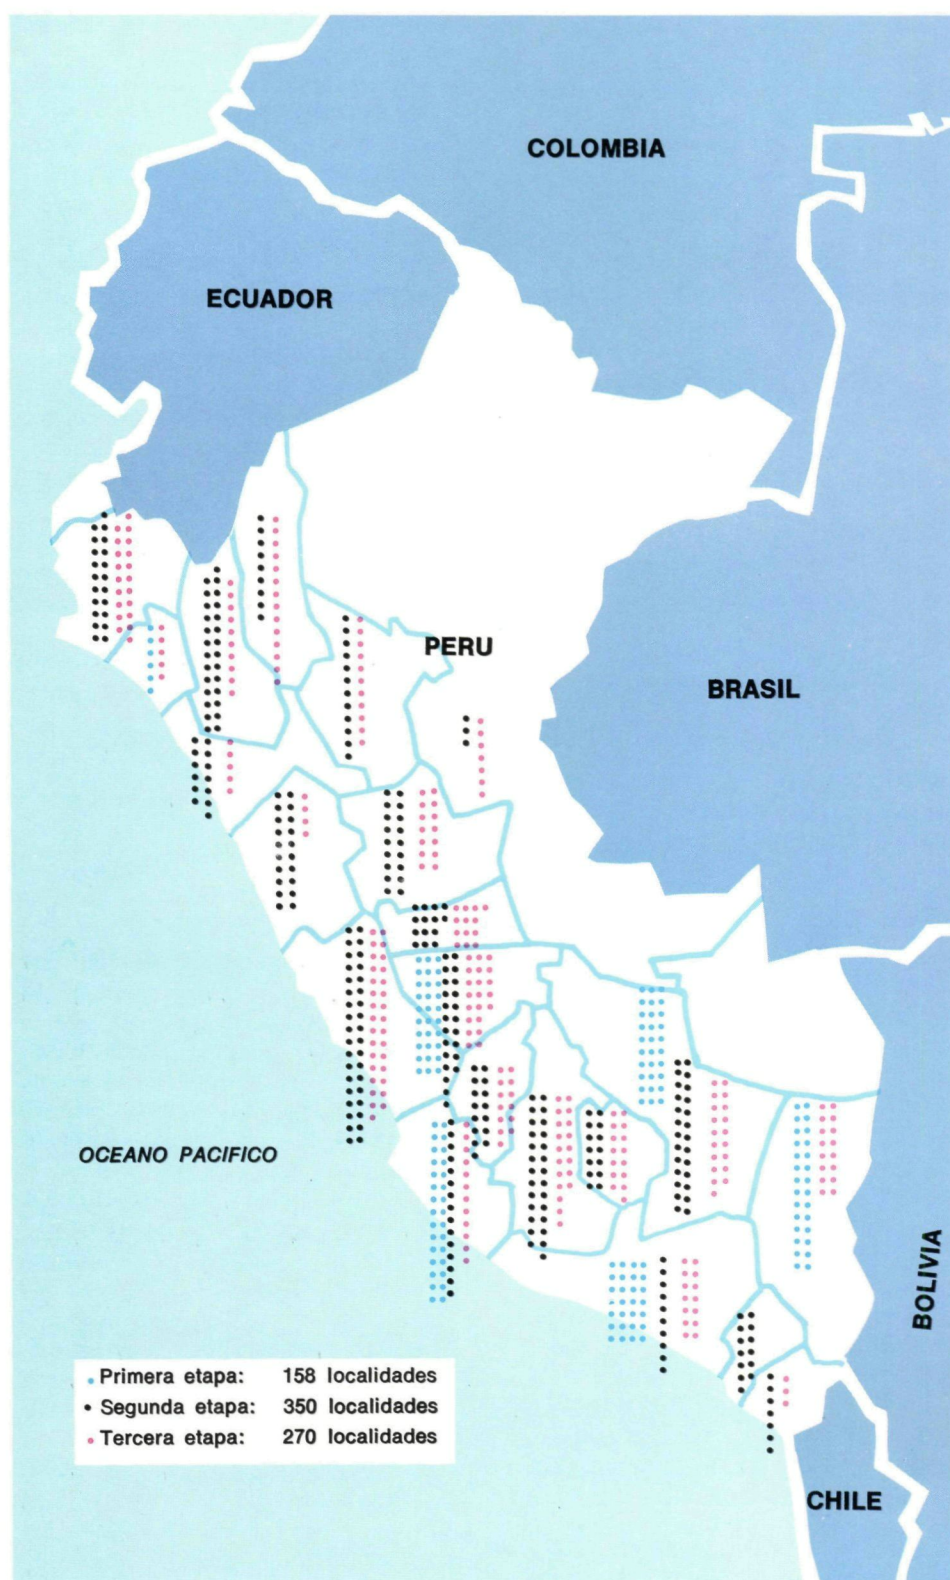 COLOMBIA
ECUADOR
PERU
BRASIL
OCEANO PACIFICO
BOLIVIA
Primera etapa: 158 localidades
Segunda etapa: 350 localidades
Tercera etapa: 270 localidades
CHILE